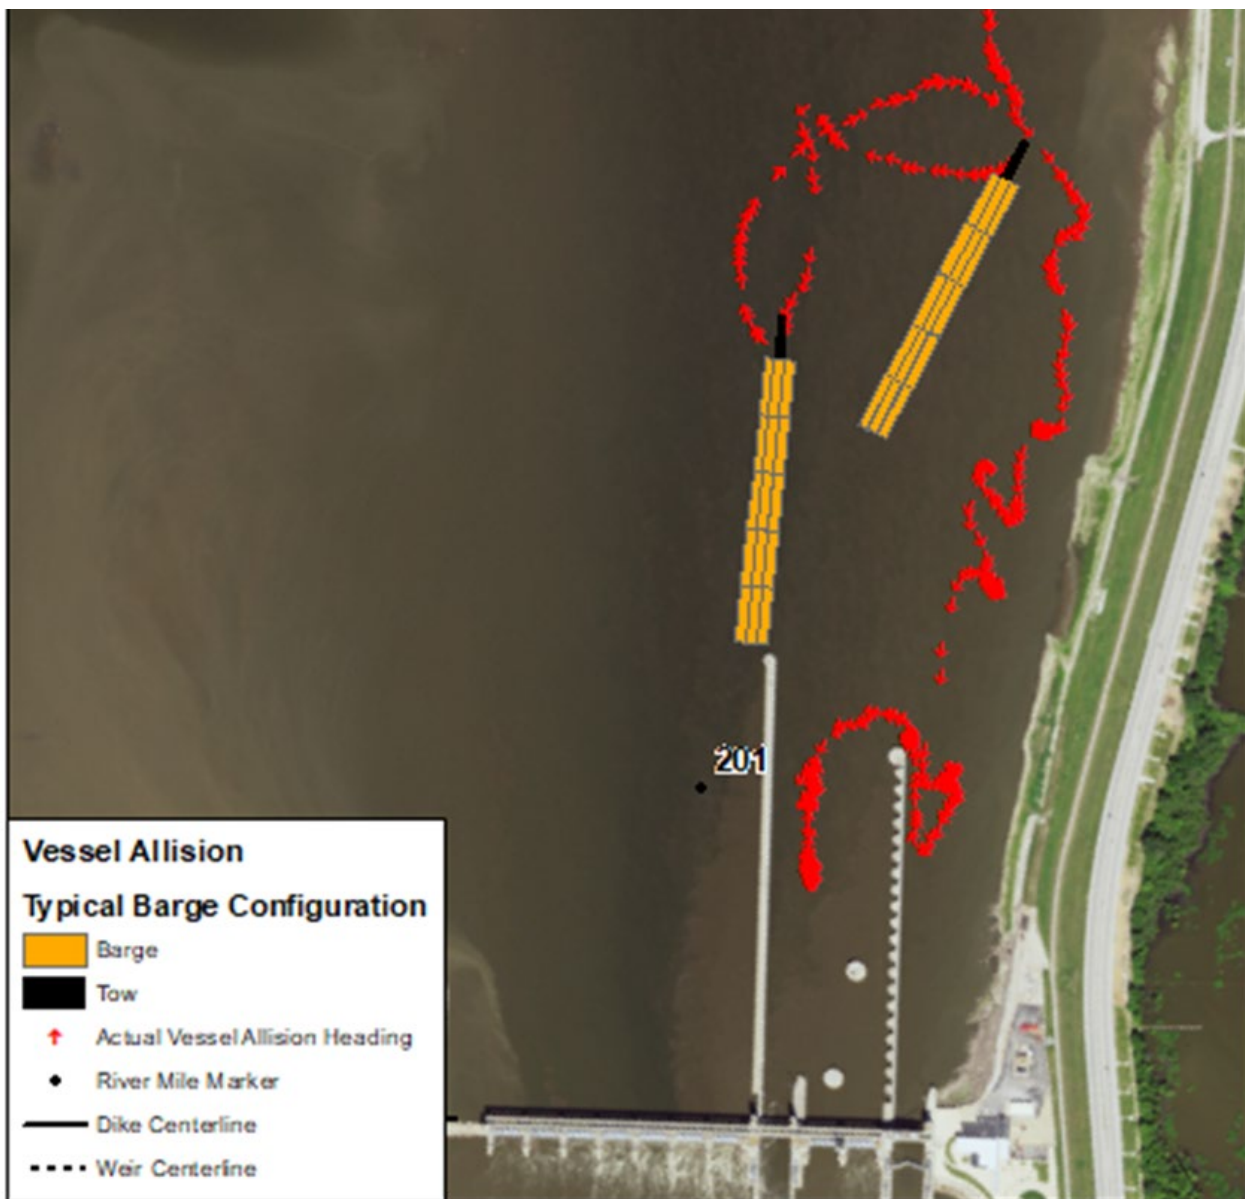 201
Vessel Allision
Typical Barge Configuration
Barge
Tow
Actual Vessel Allision Heading
River Mile Marker
Dike Centerline
Weir Centerline